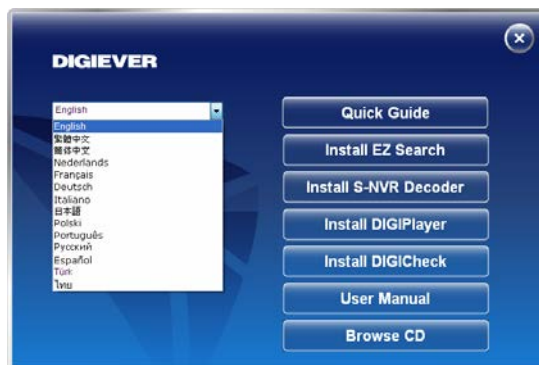 DIGIEVER
English
English
繁體中文
简体中文
Nederlands
Français
Deutsch
Italiano
日本語
Polski
Português
Русский
Español
Türk
ไทย
Quick Guide
Install EZ Search
Install S-NVR Decoder
Install DIGIPlayer
Install DIGICheck
User Manual
Browse CD